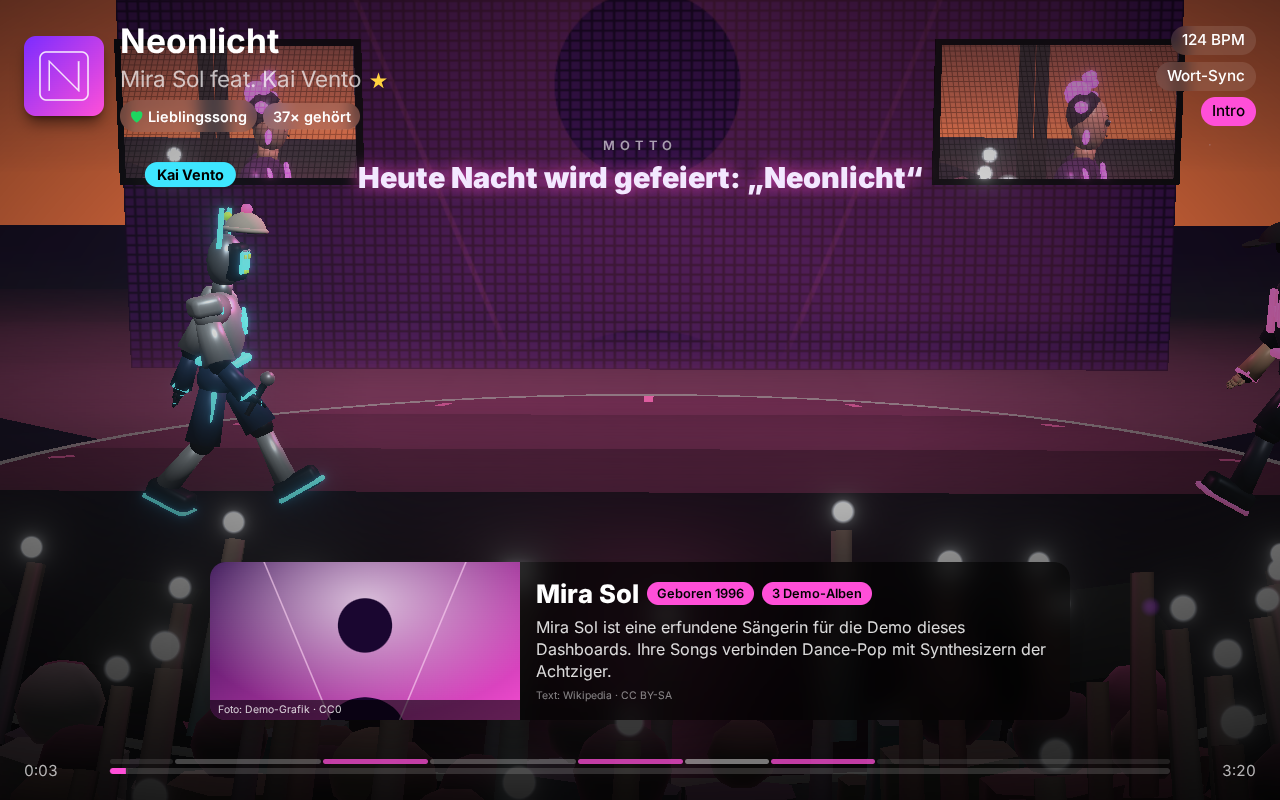 Neonlicht
Mira Sol feat. Kai Vento ★
Lieblingssong
37× gehört
124 BPM
Wort-Sync
Intro
MOTTO
Heute Nacht wird gefeiert: „Neonlicht“
Kai Vento
Mira Sol
Geboren 1996
3 Demo-Alben
Mira Sol ist eine erfundene Sängerin für die Demo dieses
Dashboards. Ihre Songs verbinden Dance-Pop mit Synthesizern der
Achtziger.
Text: Wikipedia · CC BY-SA
Foto: Demo-Grafik · CC0
0:03
3:20